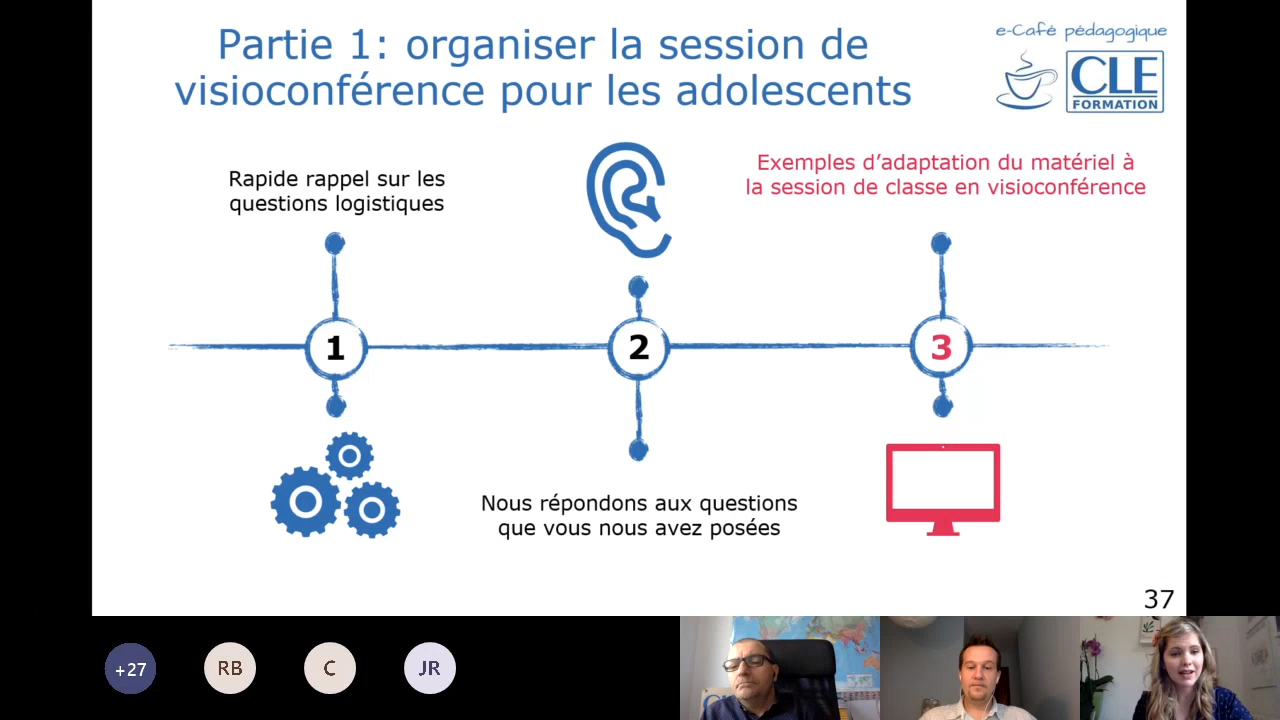 Partie 1: organiser la session de
visioconférence pour les adolescents
e-Café pédagogique
CLE
FORMATION
Rapide rappel sur les
questions logistiques
Exemples d’adaptation du matériel à
la session de classe en visioconférence
1
2
3
Nous répondons aux questions
que vous nous avez posées
37
+27
RB
C
JR